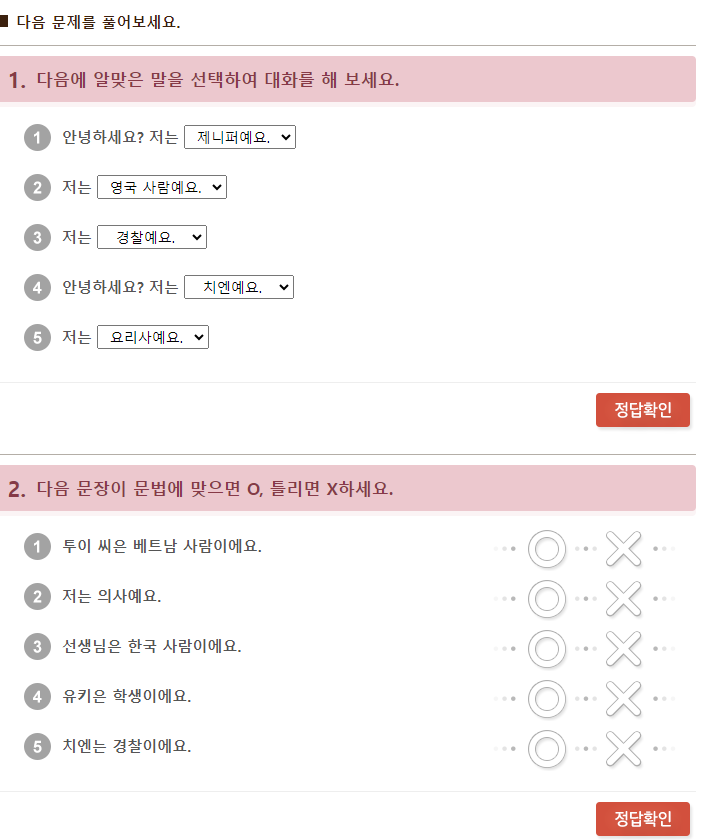 다음 문제를 풀어보세요.
1. 다음에 알맞은 말을 선택하여 대화를 해 보세요.
1 안녕하세요? 저는 제니퍼예요.
2 저는 영국 사람예요.
3 저는 경찰예요.
4 안녕하세요? 저는 치엔예요.
5 저는 요리사예요.
정답확인
2. 다음 문장이 문법에 맞으면 O, 틀리면 X하세요.
1 투이 씨은 베트남 사람이에요.
2 저는 의사예요.
3 선생님은 한국 사람이에요.
4 유키은 학생이에요.
5 치엔는 경찰이에요.
정답확인